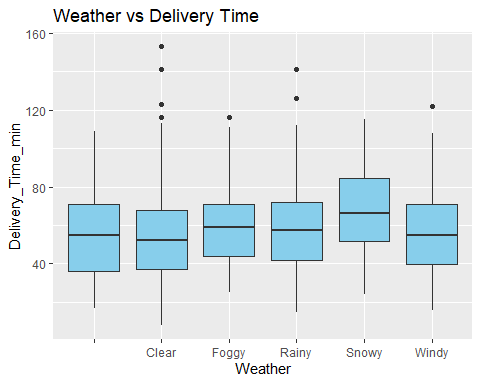 Weather vs Delivery Time
Delivery_Time_min
160
120
80
40
Clear Foggy Rainy Snowy Windy
Weather